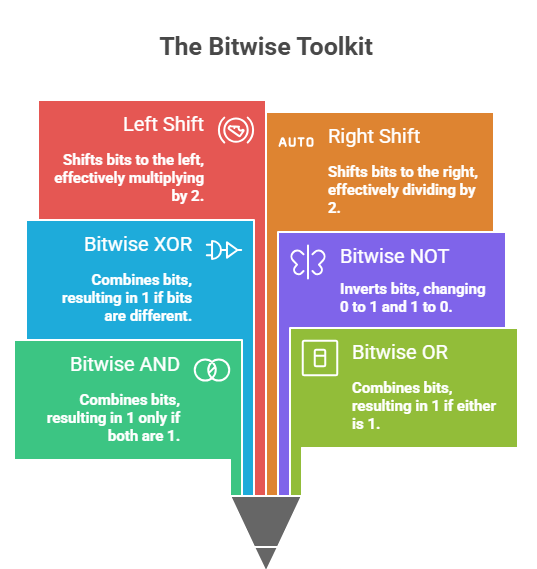 The Bitwise Toolkit
Left Shift
Shifts bits to the left,
effectively multiplying
by 2.
AUTO
Right Shift
Shifts bits to the right,
effectively dividing by
2.
Bitwise XOR
Combines bits,
resulting in 1 if bits
are different.
Bitwise NOT
Inverts bits, changing
0 to 1 and 1 to 0.
Bitwise AND
Combines bits,
resulting in 1 only if
both are 1.
Bitwise OR
Combines bits,
resulting in 1 if either
is 1.